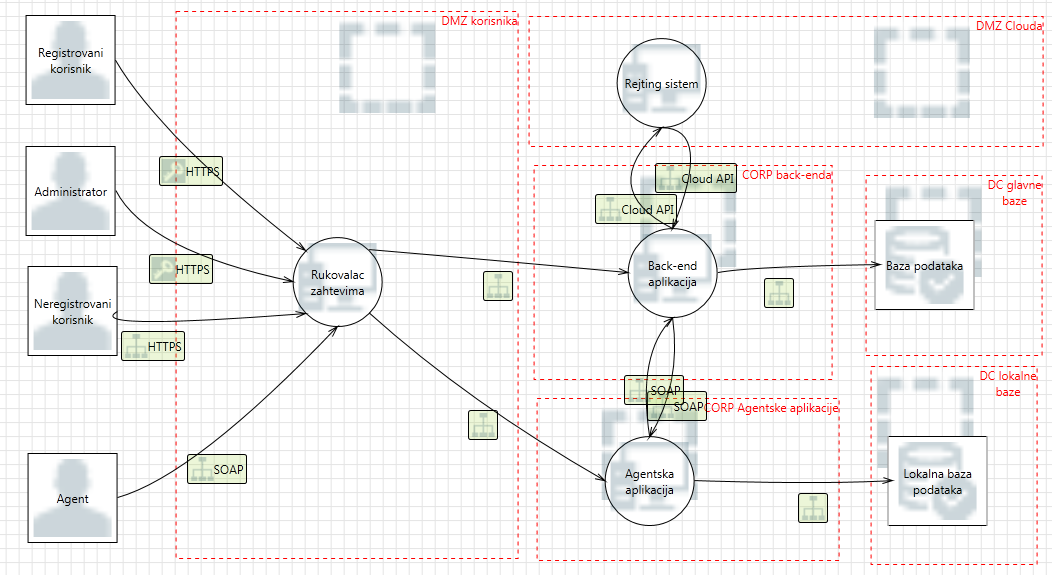 Registrovani
korisnik
Administrator
Neregistrovani
korisnik
Agent
DMZ korisnika
HTTPS
HTTPS
HTTPS
SOAP
Rukovalac
zahtevima
DMZ Clouda
Rejting sistem
Cloud API
Cloud API
CORP back-enda
Back-end
aplikacija
DC glavne
baze
Baza podataka
SOAP
SOAP
CORP Agentske aplikacije
Agentska
aplikacija
DC lokalne
baze
Lokalna baza
podataka